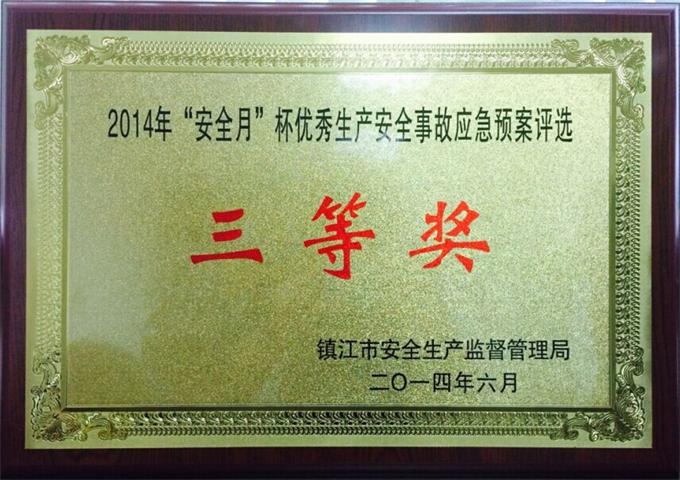 2014年“安全月”杯优秀生产安全事故应急预案评选
三等奖
镇江市安全生产监督管理局
二〇一四年六月